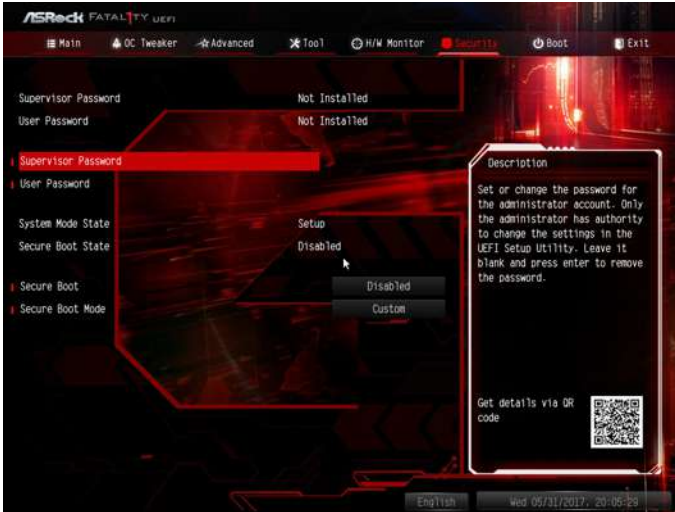 ASRock FATAL1TY UEFI
Main OC Tweaker Advanced Tool H/W Monitor Security Boot Exit
Supervisor Password Not Installed
User Password Not Installed
Supervisor Password
User Password
System Mode State Setup
Secure Boot State Disabled
Secure Boot Disabled
Secure Boot Mode Custom
Description
Set or change the password for
the administrator account. Only
the administrator has authority
to change the settings in the
UEFI Setup Utility. Leave it
blank and press enter to remove
the password.
Get details via QR
code
English Wed 05/31/2017, 20:05:29